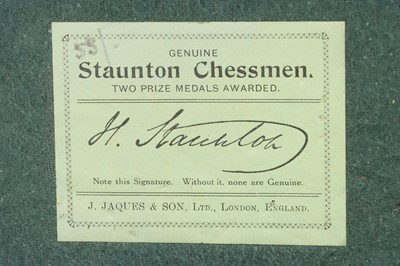 55/
GENUINE
Staunton Chessmen.
TWO PRIZE MEDALS AWARDED.
H. Staunton
Note this Signature. Without it, none are Genuine.
J. JAQUES & SON, LTD., LONDON, ENGLAND.